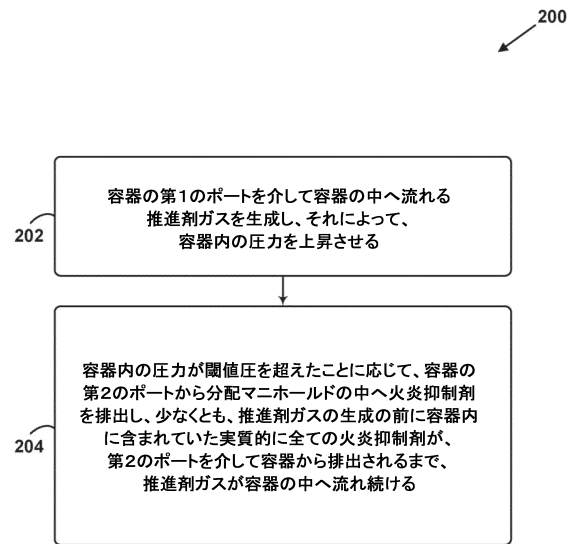 200
容器の第1のポートを介して容器の中へ流れる
推進剤ガスを生成し、それによって、
容器内の圧力を上昇させる
202
容器内の圧力が閾値圧を超えたことに応じて、容器の
第2のポートから分配マニホールドの中へ火炎抑制剤
を排出し、少なくとも、推進剤ガスの生成の前に容器内
に含まれていた実質的に全ての火炎抑制剤が、
第2のポートを介して容器から排出されるまで、
推進剤ガスが容器の中へ流れ続ける
204